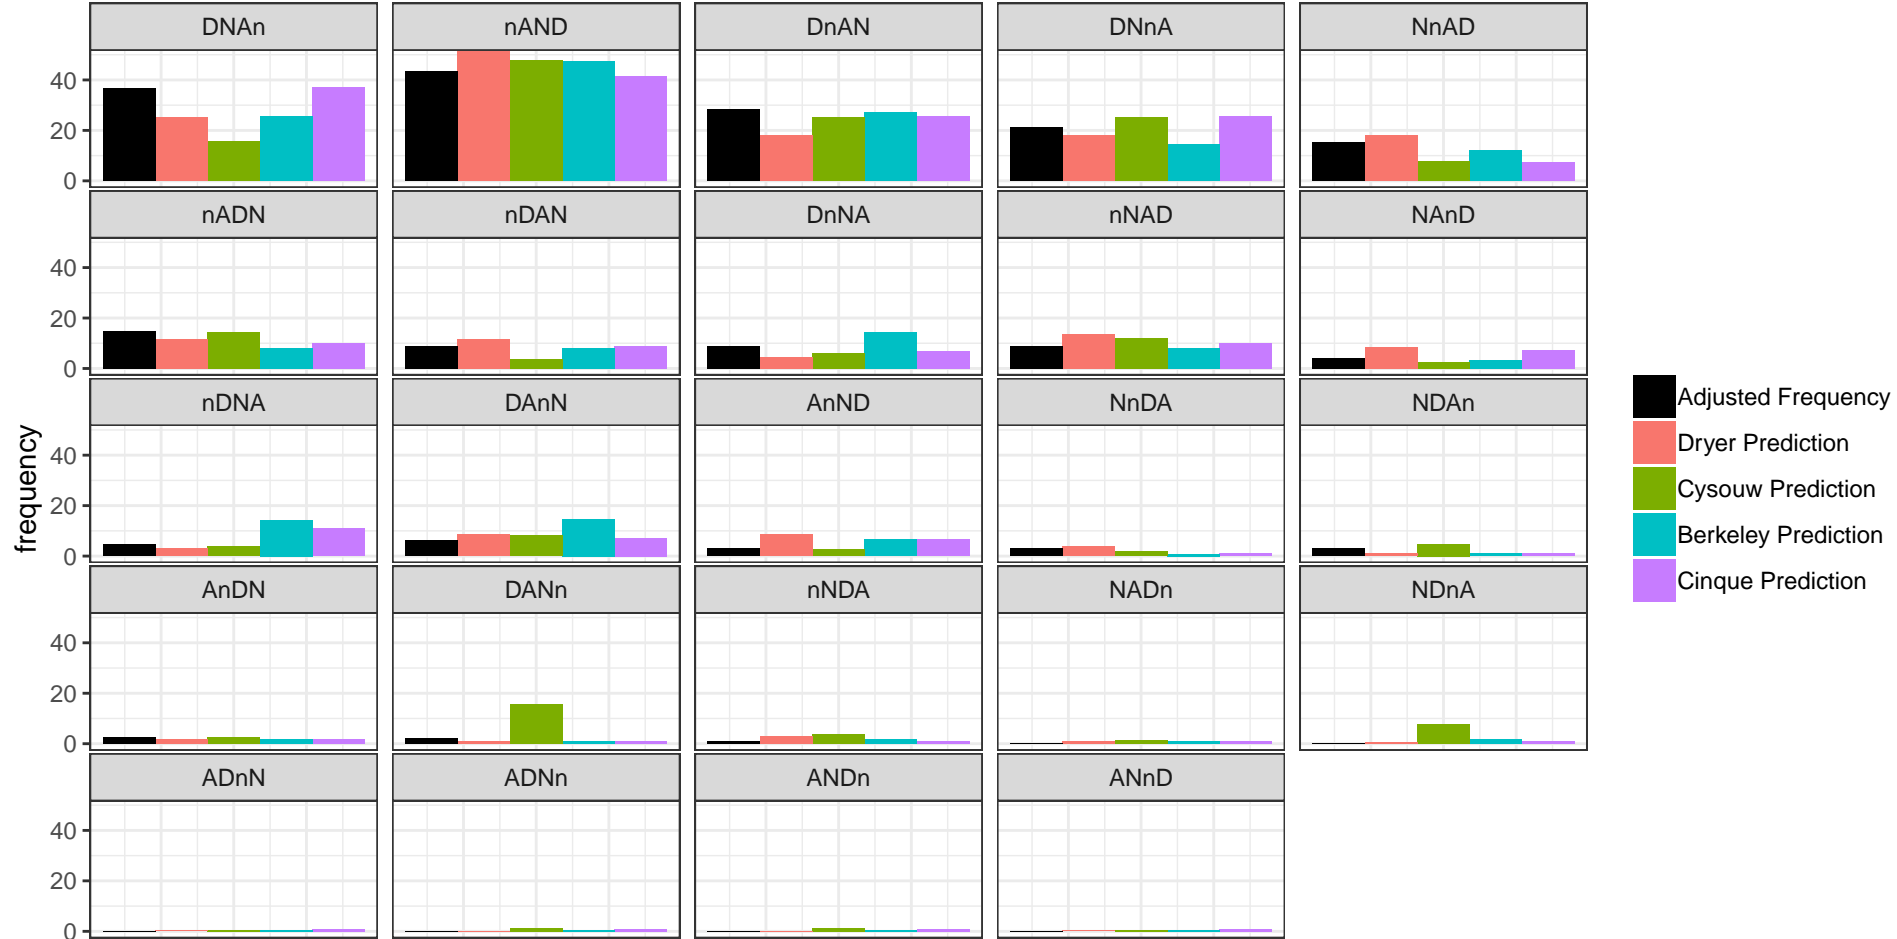 DNAn nAND DnAN DNnA NnAD
40
20
0
nADN nDAN DnNA nNAD NAnD
40
20
0
nDNA DAnN AnND NnDA NDAn
40
20
0
AnDN DANn nNDA NADn NDnA
40
20
0
ADnN ADNn ANDn ANnD
40
20
0
frequency
Adjusted Frequency
Dryer Prediction
Cysouw Prediction
Berkeley Prediction
Cinque Prediction